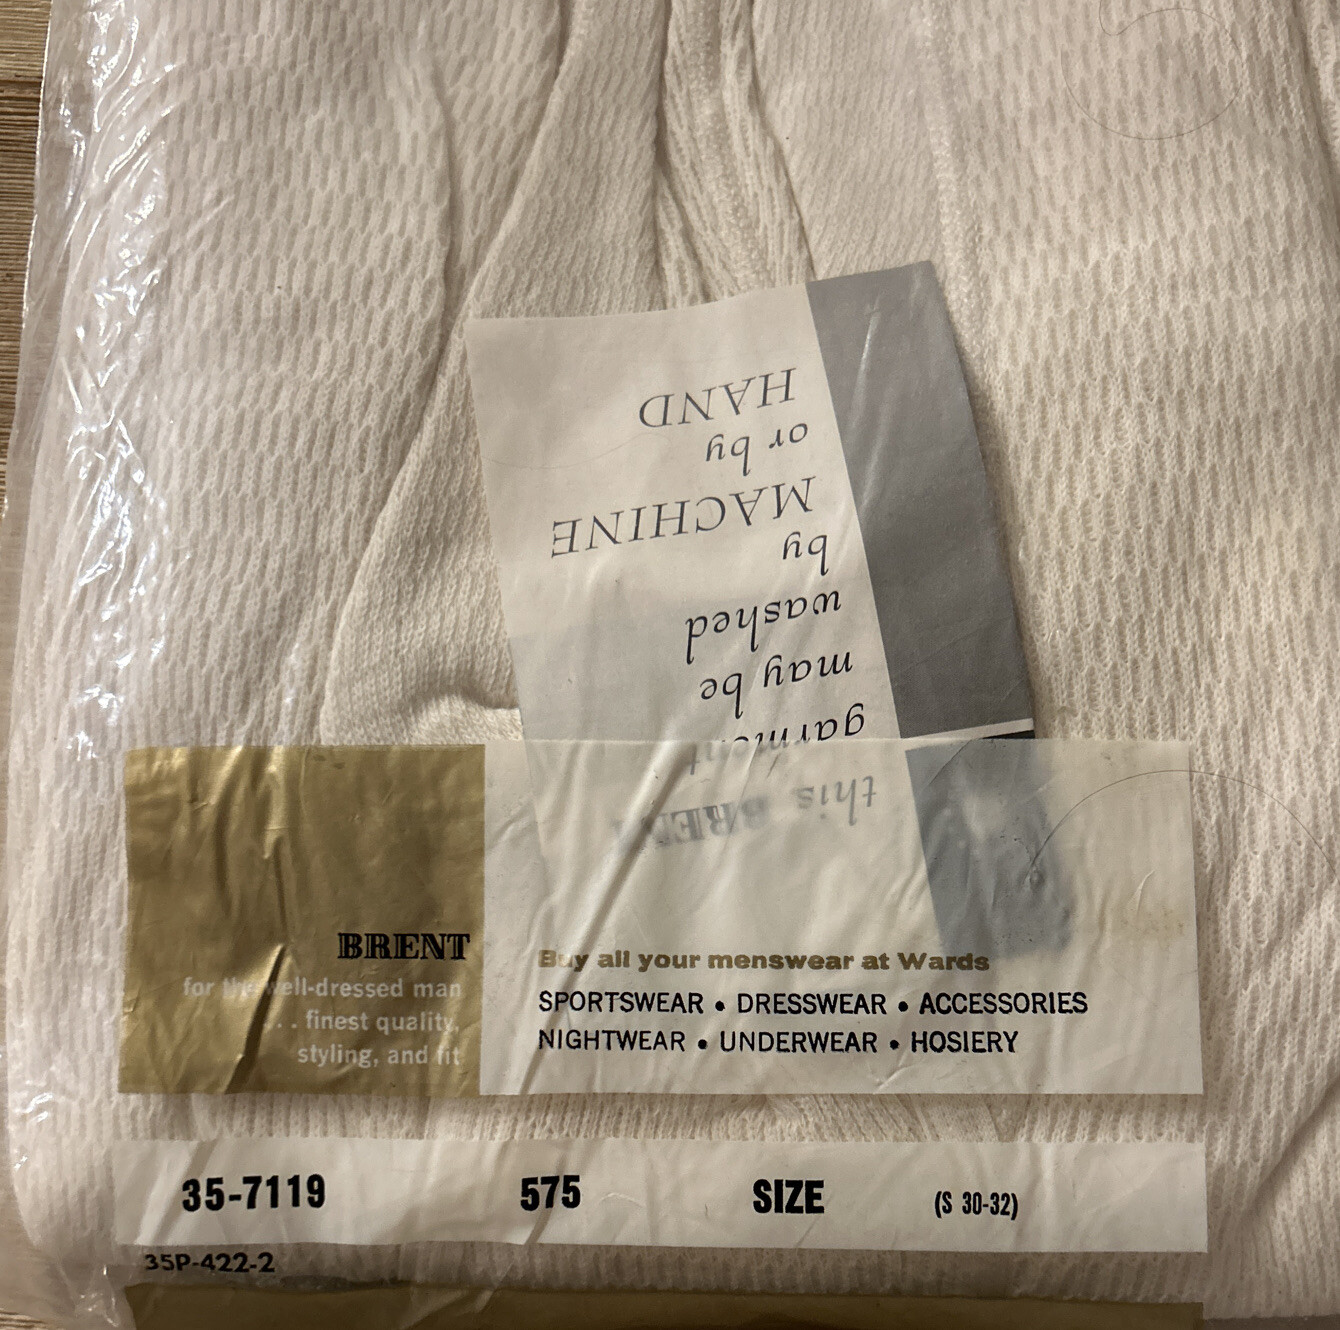 HAND
or by
MACHINE
by
washed
may be
garment
this BRENT
BRENT
for the well-dressed man
. . . finest quality,
styling, and fit
Buy all your menswear at Wards
SPORTSWEAR • DRESSWEAR • ACCESSORIES
NIGHTWEAR • UNDERWEAR • HOSIERY
35-7119 575 SIZE (S 30-32)
35P-422-2